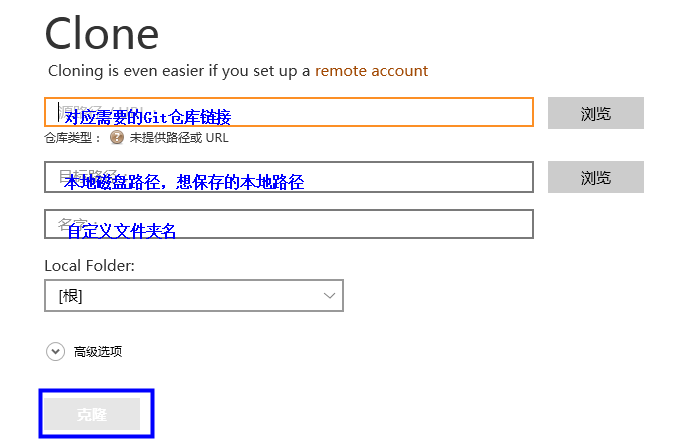 Clone
Cloning is even easier if you set up a remote account
对应需要的Git仓库链接
浏览
仓库类型： ? 未提供路径或 URL
本地磁盘路径，想保存的本地路径
浏览
名字：
自定义文件夹名
Local Folder:
[根]
高级选项
克隆